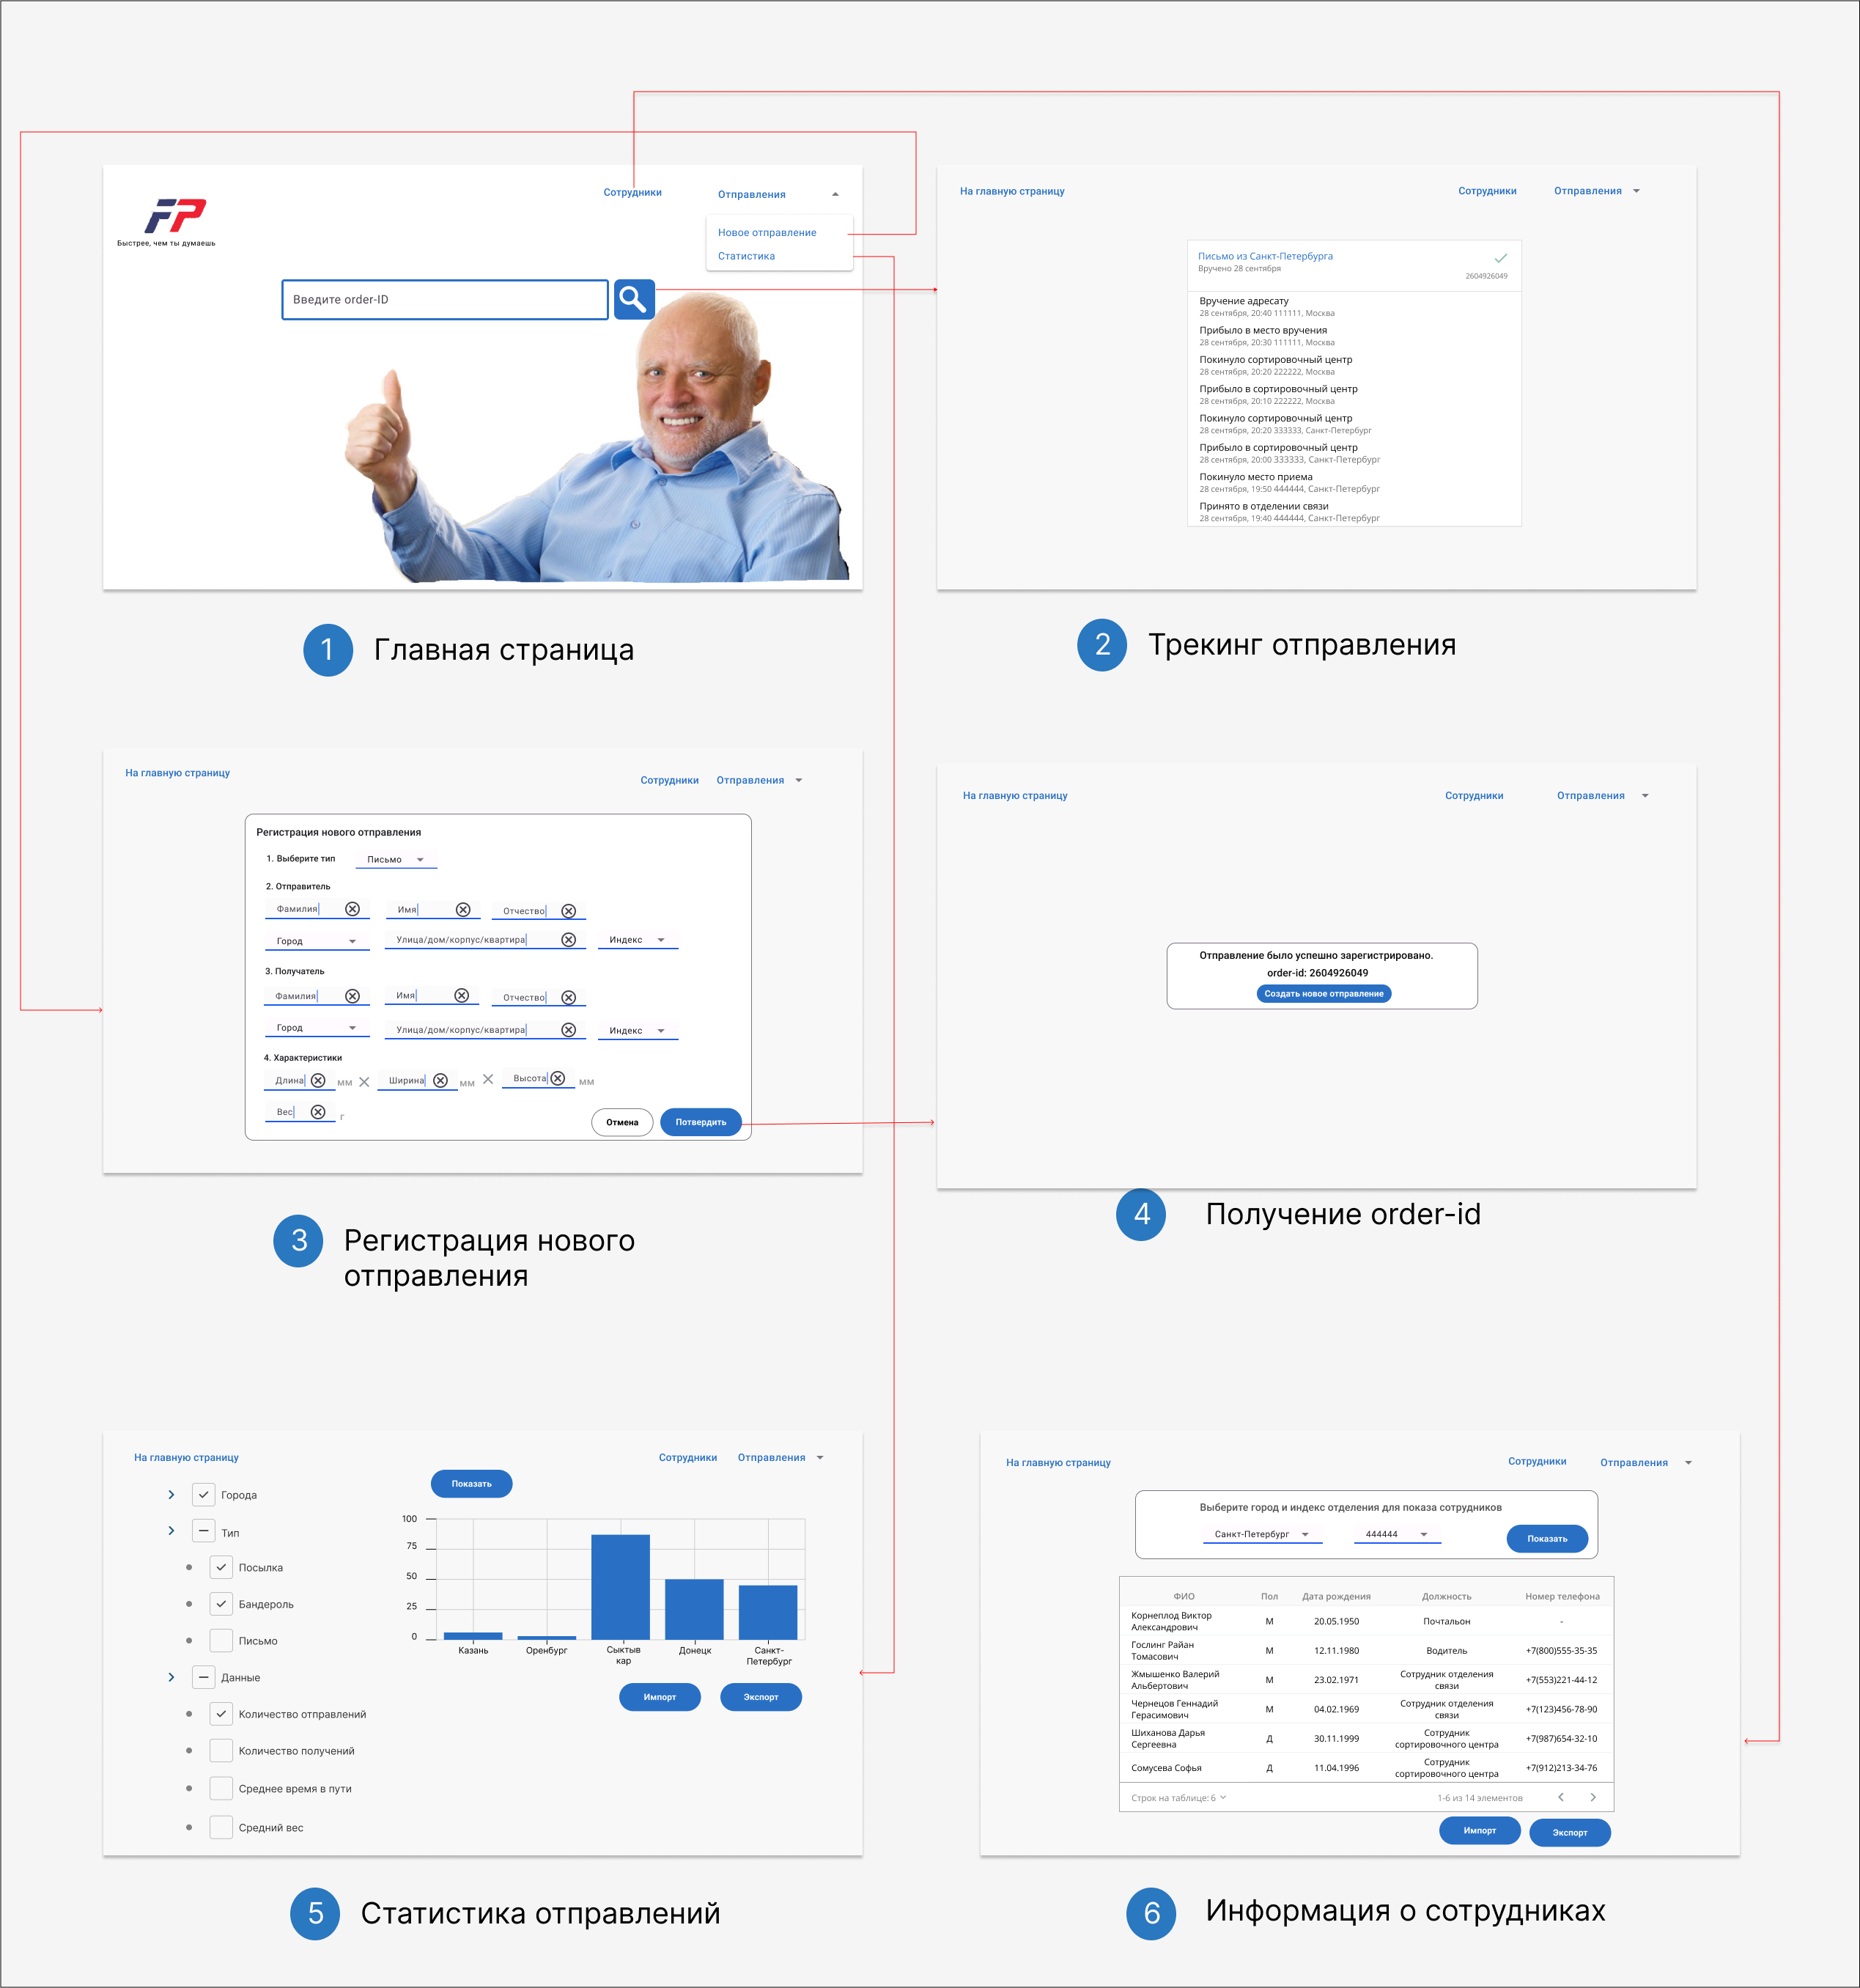 Сотрудники
Отправления
FP
Быстрее, чем ты думаешь
Новое отправление
Статистика
Введите order-ID
1 Главная страница
На главную страницу
Сотрудники
Отправления
Письмо из Санкт-Петербурга
Вручено 28 сентября
2604926049
Вручение адресату
28 сентября, 20:40 111111, Москва
Прибыло в место вручения
28 сентября, 20:30 111111, Москва
Покинуло сортировочный центр
28 сентября, 20:20 222222, Москва
Прибыло в сортировочный центр
28 сентября, 20:10 222222, Москва
Покинуло сортировочный центр
28 сентября, 20:20 333333, Санкт-Петербург
Прибыло в сортировочный центр
28 сентября, 20:00 333333, Санкт-Петербург
Покинуло место приема
28 сентября, 19:50 444444, Санкт-Петербург
Принято в отделении связи
28 сентября, 19:40 444444, Санкт-Петербург
2 Трекинг отправления
На главную страницу
Сотрудники
Отправления
Регистрация нового отправления
1. Выберите тип Письмо
2. Отправитель
Фамилия Имя Отчество
Город Улица/дом/корпус/квартира Индекс
3. Получатель
Фамилия Имя Отчество
Город Улица/дом/корпус/квартира Индекс
4. Характеристики
Длина мм Ширина мм Высота мм
Вес г
Отмена Потвердить
3 Регистрация нового
отправления
На главную страницу
Сотрудники
Отправления
Отправление было успешно зарегистрировано.
order-id: 2604926049
Создать новое отправление
4 Получение order-id
На главную страницу
Сотрудники
Отправления
Города
Тип
Посылка
Бандероль
Письмо
Данные
Количество отправлений
Количество получений
Среднее время в пути
Средний вес
Показать
100
75
50
25
0
Казань
Оренбург
Сыктыв
кар
Донецк
Санкт-
Петербург
Импорт
Экспорт
5 Статистика отправлений
На главную страницу
Сотрудники
Отправления
Выберите город и индекс отделения для показа сотрудников
Санкт-Петербург 444444 Показать
ФИО Пол Дата рождения Должность Номер телефона
Корнеплод Виктор
Александрович
М 20.05.1950 Почтальон -
Гослинг Райан
Томасович
М 12.11.1980 Водитель +7(800)555-35-35
Жмышенко Валерий
Альбертович
М 23.02.1971
Сотрудник отделения
связи
+7(553)221-44-12
Чернецов Геннадий
Герасимович
М 04.02.1969
Сотрудник отделения
связи
+7(123)456-78-90
Шиханова Дарья
Сергеевна
Д 30.11.1999
Сотрудник
сортировочного центра
+7(987)654-32-10
Сомусева Софья
Д 11.04.1996
Сотрудник
сортировочного центра
+7(912)213-34-76
Строк на таблице: 6
1-6 из 14 элементов
Импорт
Экспорт
6 Информация о сотрудниках